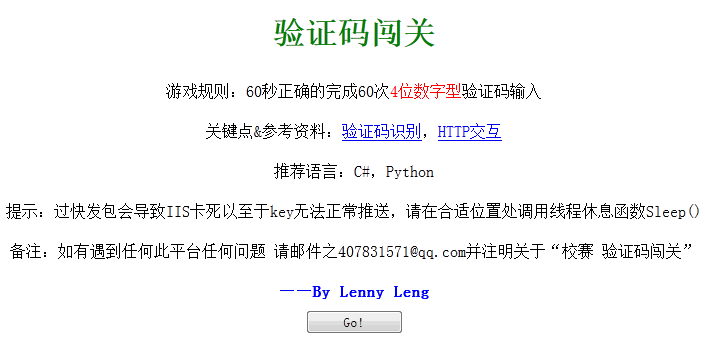 验证码闯关
游戏规则：60秒正确的完成60次4位数字型验证码输入
关键点&参考资料：验证码识别，HTTP交互
推荐语言：C#，Python
提示：过快发包会导致IIS卡死以至于key无法正常推送，请在合适位置处调用线程休息函数Sleep()
备注：如有遇到任何此平台任何问题 请邮件之407831571@qq.com并注明关于“校赛 验证码闯关”
——By Lenny Leng
Go!